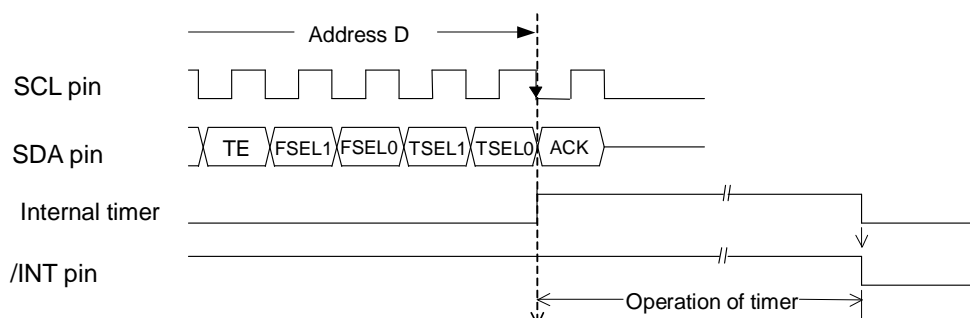 Address D
SCL pin
SDA pin
TE FSEL1 FSEL0 TSEL1 TSEL0 ACK
Internal timer
/INT pin
Operation of timer